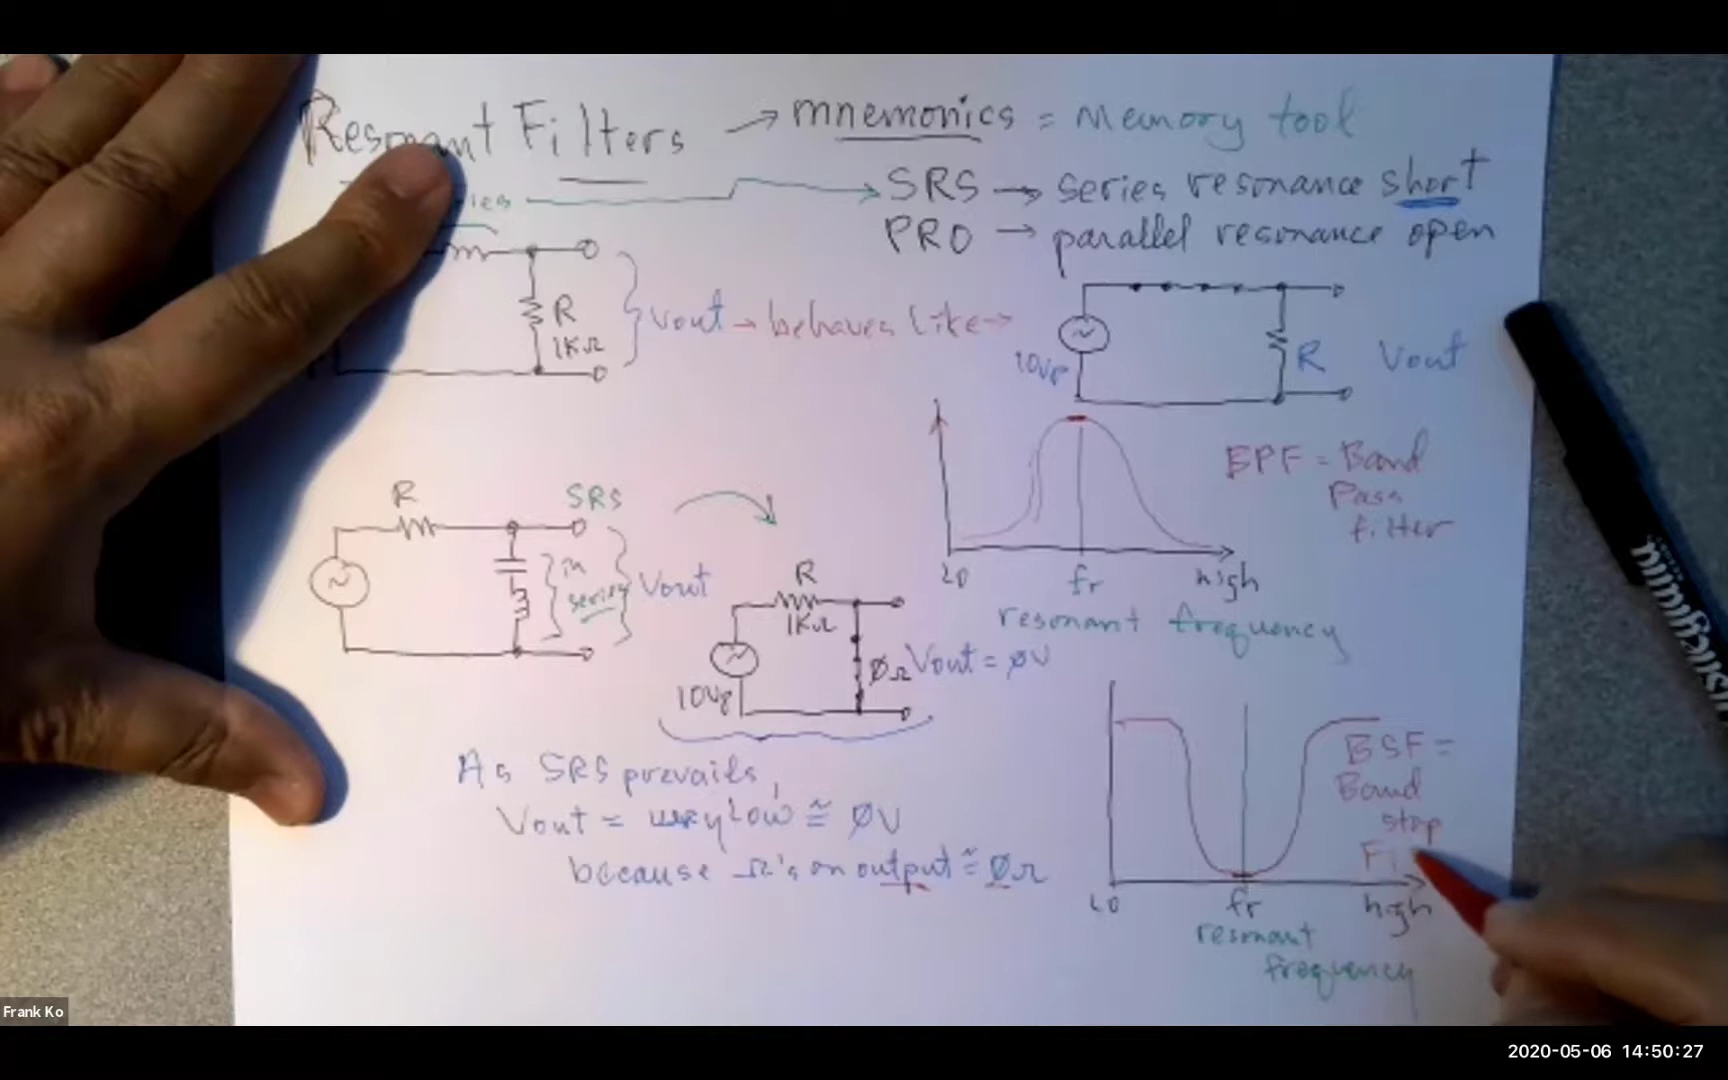 Resonant Filters → mnemonics = Memory tool
SRS → series resonance short
PRO → parallel resonance open
R
1KΩ
Vout → behaves like →
10Vp
R
Vout
BPF = Band
Pass
filter
LO
fr
high
resonant frequency
R
SRS
in
series
Vout
R
1KΩ
10Vp
ØΩ
Vout = ØV
As SRS prevails,
Vout = very Low ≅ ØV
because Ω's on output ≅ ØΩ
BSF =
Band
stop
LO
fr
high
resonant
frequency
Frank Ko
2020-05-06 14:50:27